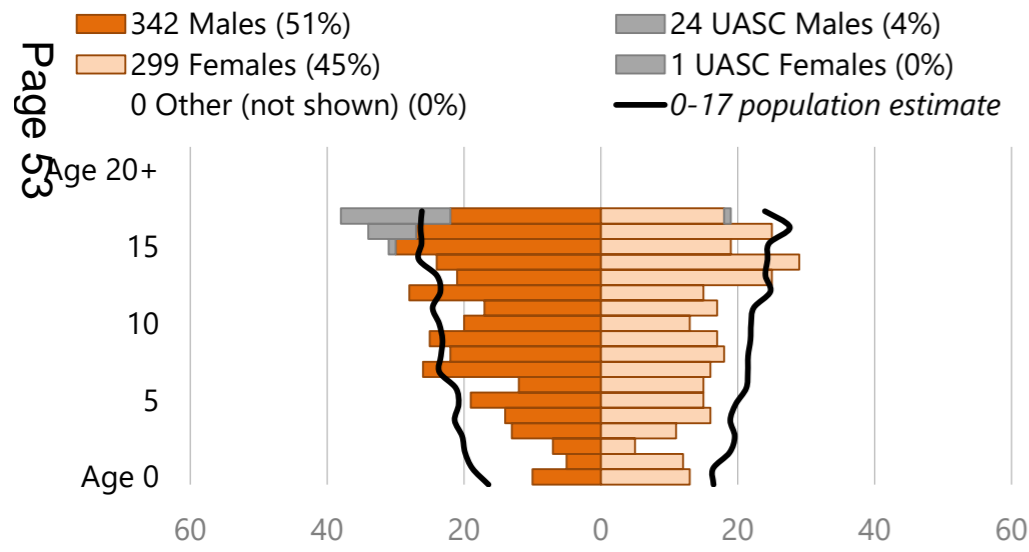 342 Males (51%)
24 UASC Males (4%)
299 Females (45%)
1 UASC Females (0%)
0 Other (not shown) (0%)
0-17 population estimate
Page 53
Age 20+
15
10
5
Age 0
60 40 20 0 20 40 60